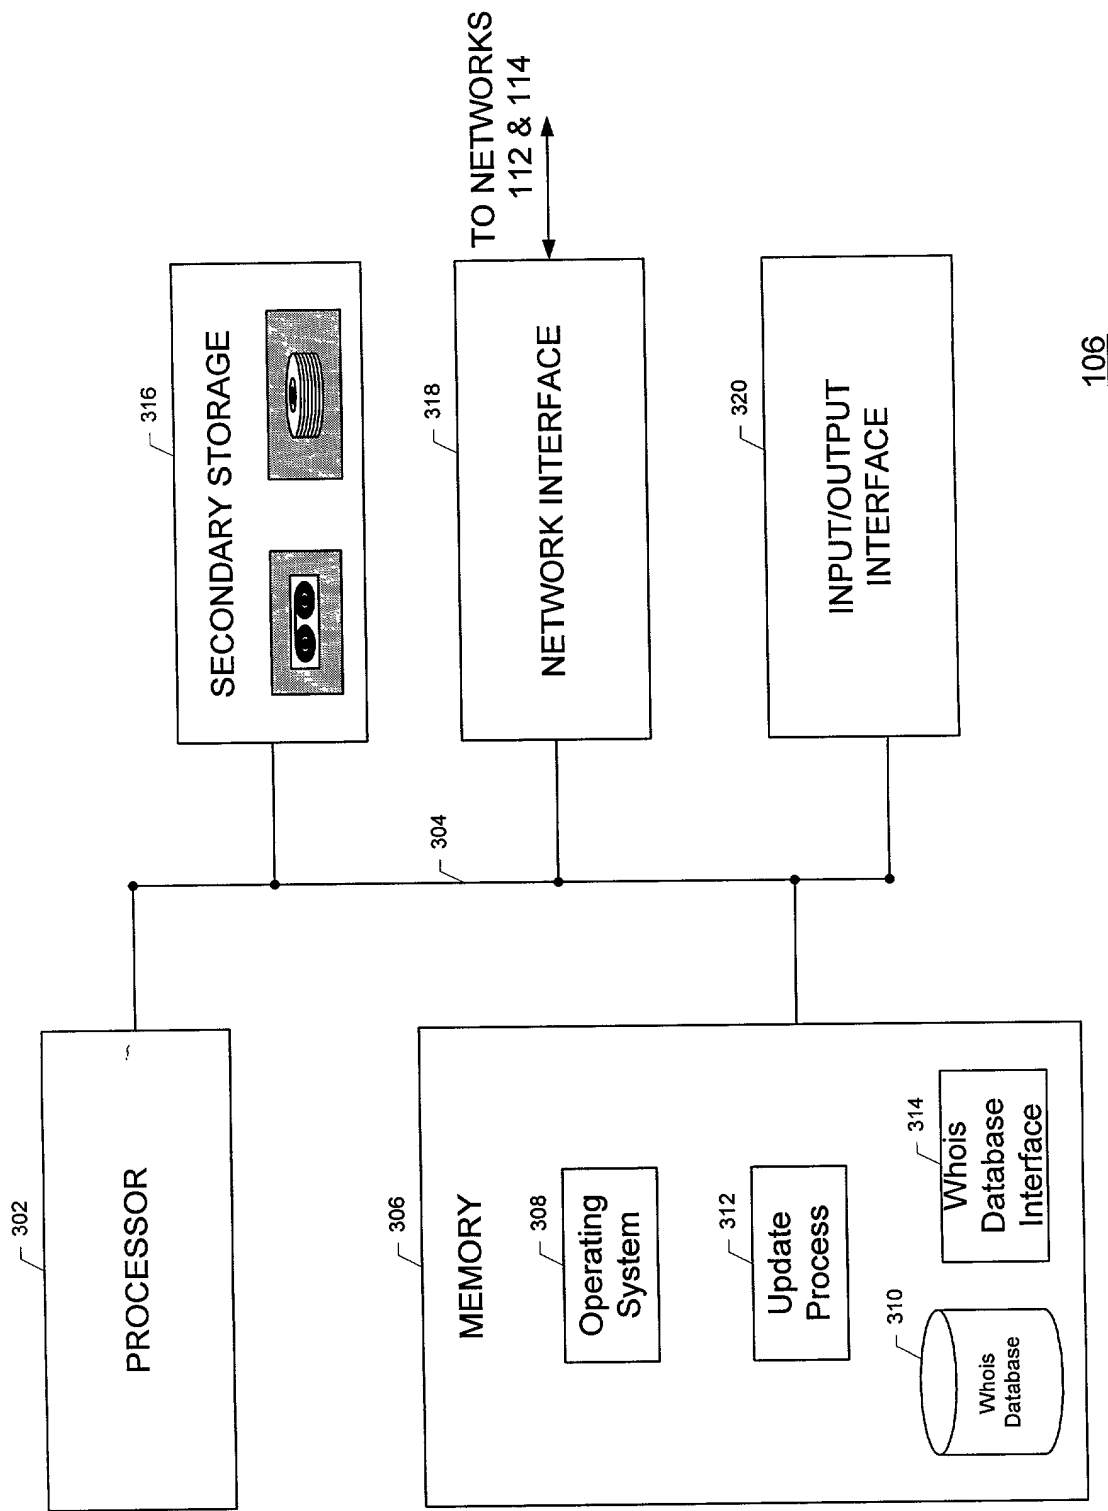 302
PROCESSOR
306
MEMORY
308
Operating
System
312
Update
Process
310
Whois
Database
314
Whois
Database
Interface
304
316
SECONDARY STORAGE
318
NETWORK INTERFACE
TO NETWORKS
112 & 114
320
INPUT/OUTPUT
INTERFACE
106